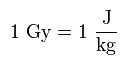 1 Gy = 1 J/kg